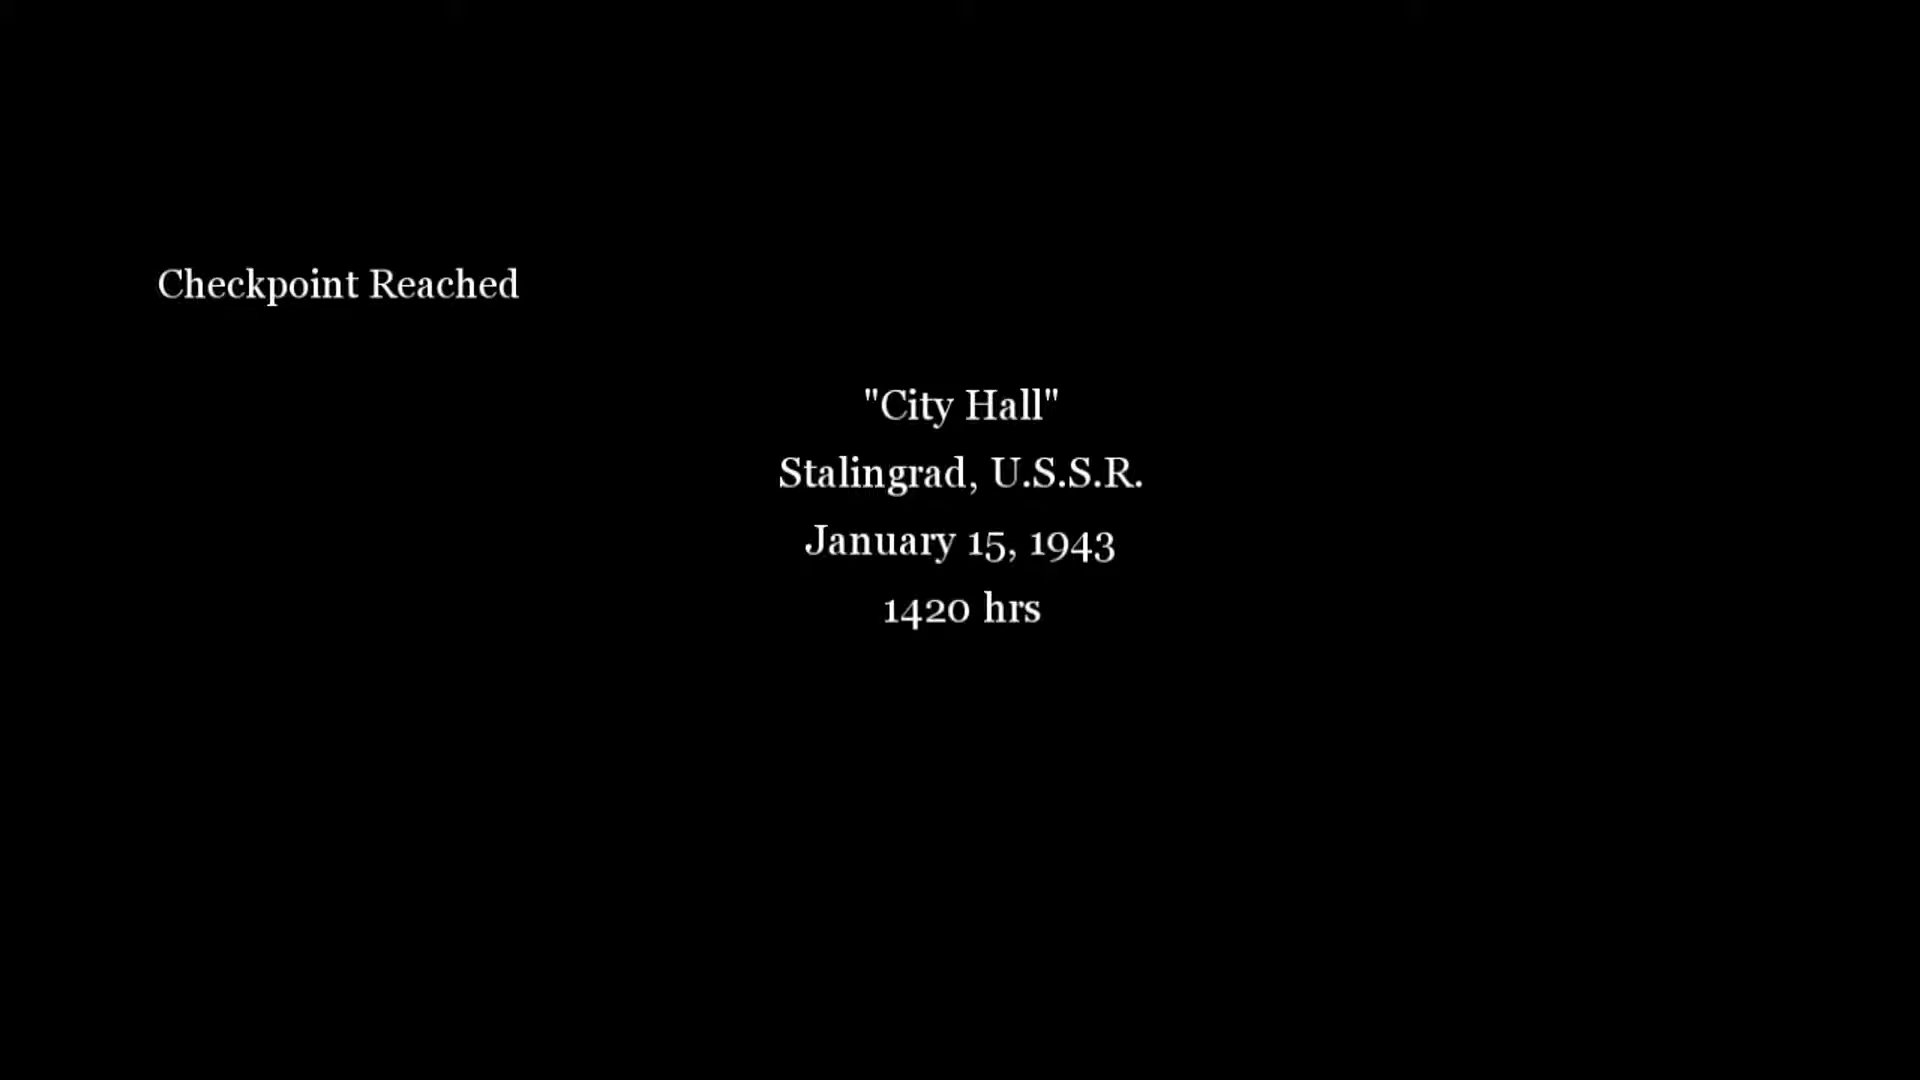 Checkpoint Reached
"City Hall"
Stalingrad, U.S.S.R.
January 15, 1943
1420 hrs